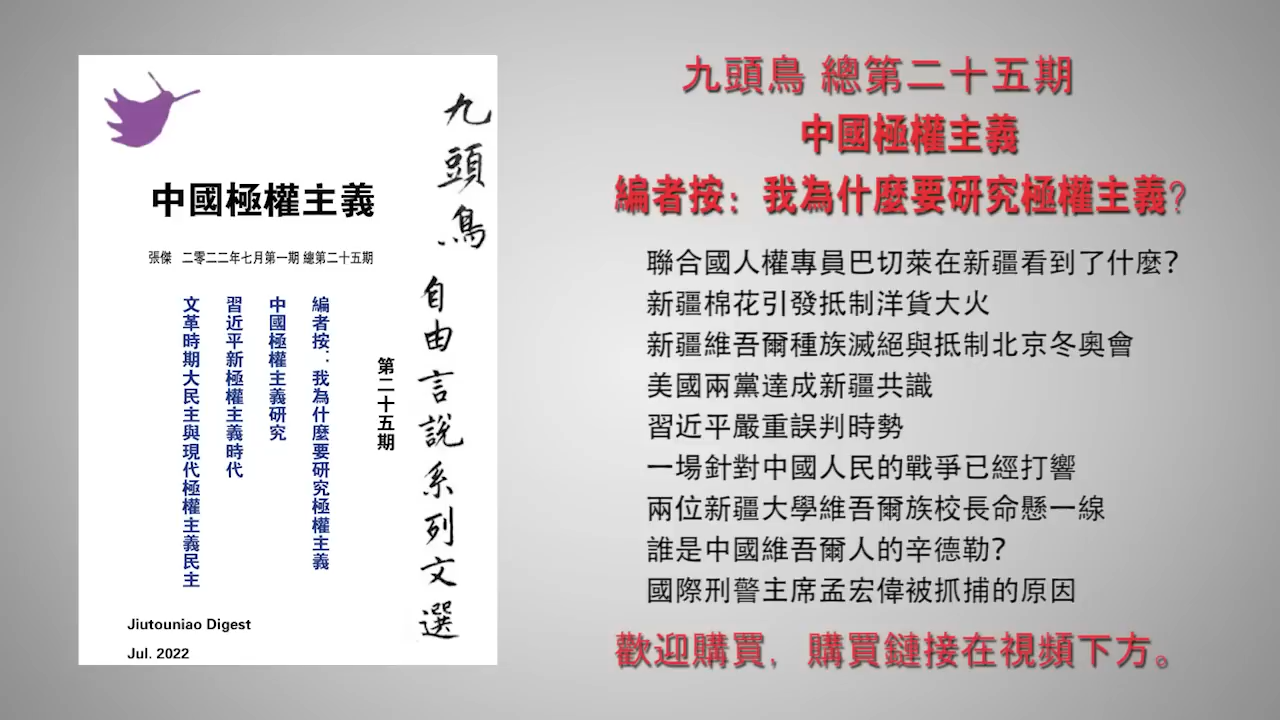 九頭鳥 自由言說系列文選
中國極權主義
張傑 二零二二年七月第一期 總第二十五期
第二十五期
編者按：我為什麼要研究極權主義
中國極權主義研究
習近平新極權主義時代
文革時期大民主與現代極權主義民主
Jiutouniao Digest
Jul. 2022
九頭鳥 總第二十五期
中國極權主義
編者按：我為什麼要研究極權主義?
聯合國人權專員巴切萊在新疆看到了什麼?
新疆棉花引發抵制洋貨大火
新疆維吾爾種族滅絕與抵制北京冬奧會
美國兩黨達成新疆共識
習近平嚴重誤判時勢
一場針對中國人民的戰爭已經打響
兩位新疆大學維吾爾族校長命懸一線
誰是中國維吾爾人的辛德勒?
國際刑警主席孟宏偉被抓捕的原因
歡迎購買，購買鏈接在視頻下方。